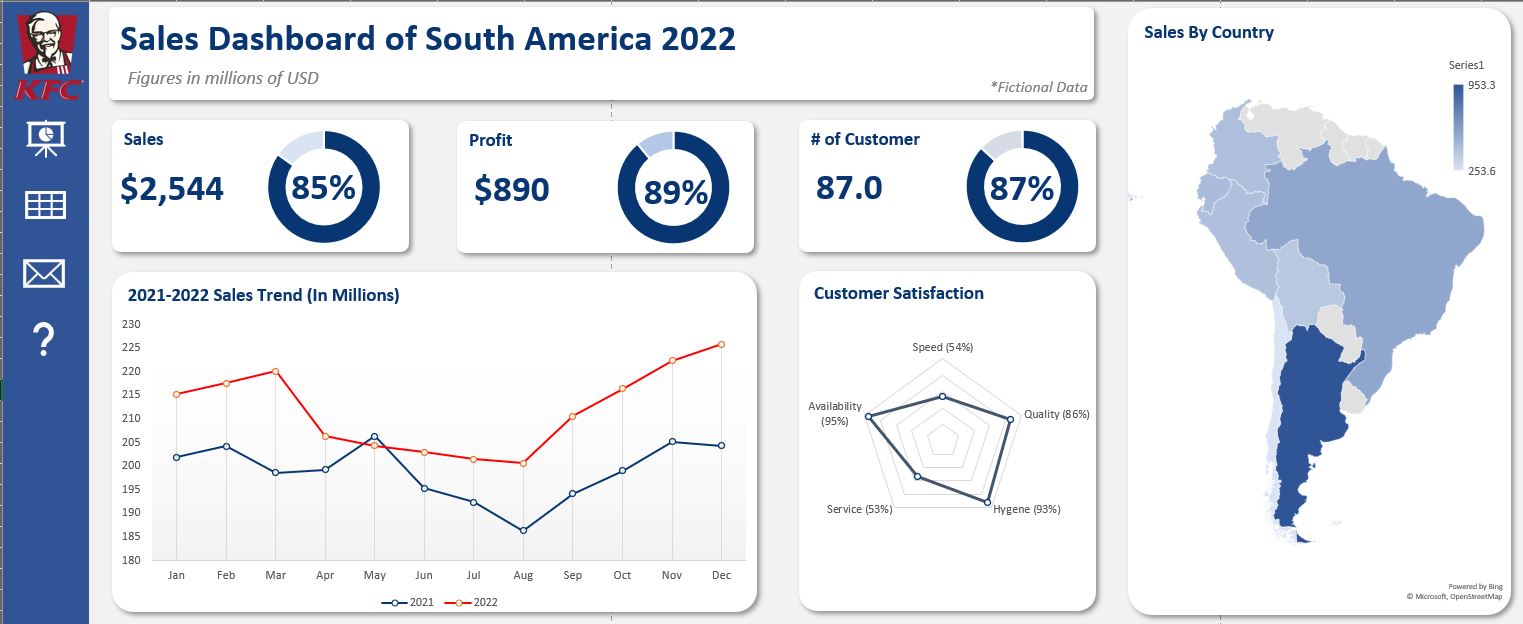 KFC
Sales Dashboard of South America 2022
Figures in millions of USD
*Fictional Data
Sales
$2,544
85%
Profit
$890
89%
# of Customer
87.0
87%
2021-2022 Sales Trend (In Millions)
230
225
220
215
210
205
200
195
190
185
180
Jan Feb Mar Apr May Jun Jul Aug Sep Oct Nov Dec
2021 2022
Customer Satisfaction
Speed (54%)
Quality (86%)
Hygene (93%)
Service (53%)
Availability
(95%)
Sales By Country
Series1
953.3
253.6
Powered by Bing
© Microsoft, OpenStreetMap